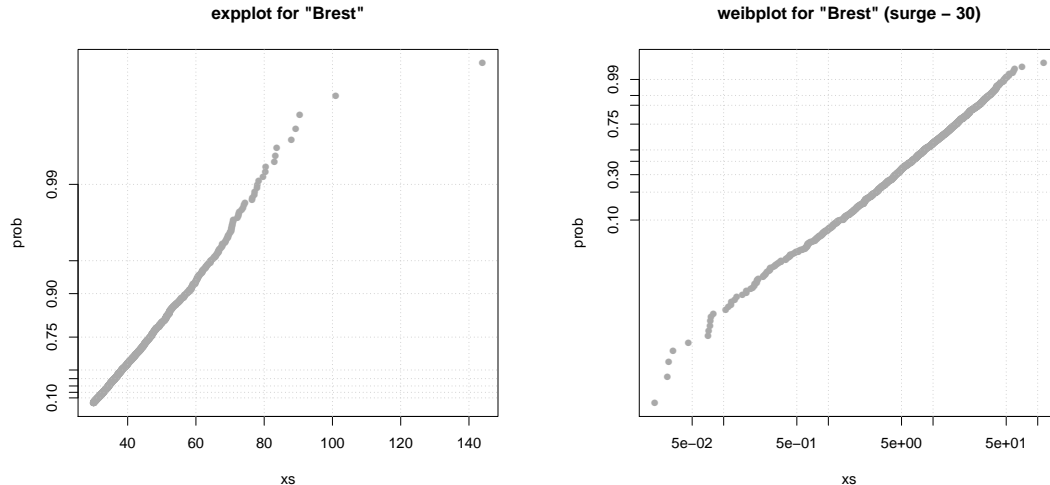 expplot for "Brest"
prob
0.99
0.90
0.75
0.10
40 60 80 100 120 140
xs
weibplot for "Brest" (surge − 30)
prob
0.99
0.75
0.30
0.10
5e−02 5e−01 5e+00 5e+01
xs